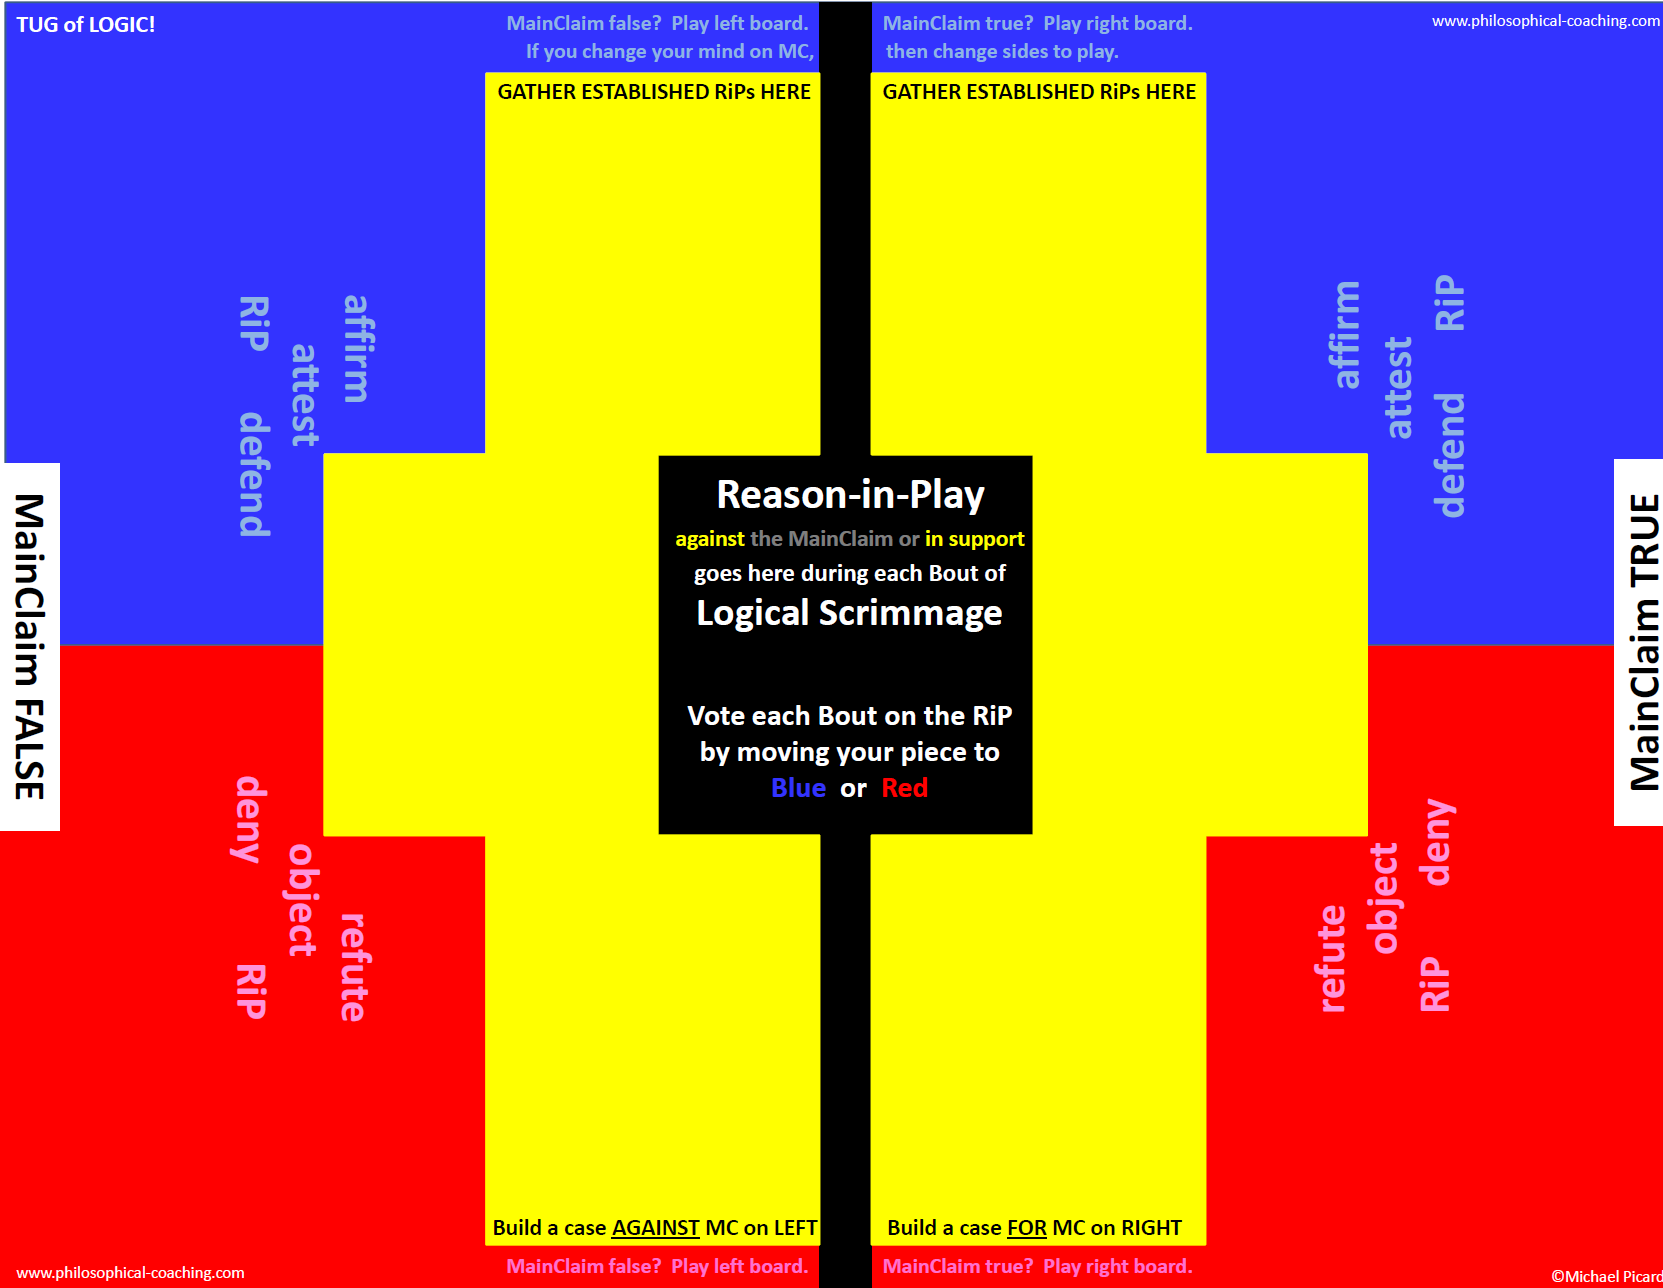 TUG of LOGIC!
MainClaim false?  Play left board.
If you change your mind on MC,
MainClaim true?  Play right board.
then change sides to play.
www.philosophical-coaching.com
GATHER ESTABLISHED RiPs HERE
GATHER ESTABLISHED RiPs HERE
affirm
attest
RiP defend
affirm
attest
defend RiP
MainClaim FALSE
MainClaim TRUE
Reason-in-Play
against the MainClaim or in support
goes here during each Bout of
Logical Scrimmage
Vote each Bout on the RiP
by moving your piece to
Blue or Red
refute
object
deny RiP
refute
object
RiP deny
Build a case AGAINST MC on LEFT
Build a case FOR MC on RIGHT
MainClaim false?  Play left board.
MainClaim true?  Play right board.
www.philosophical-coaching.com
©Michael Picard